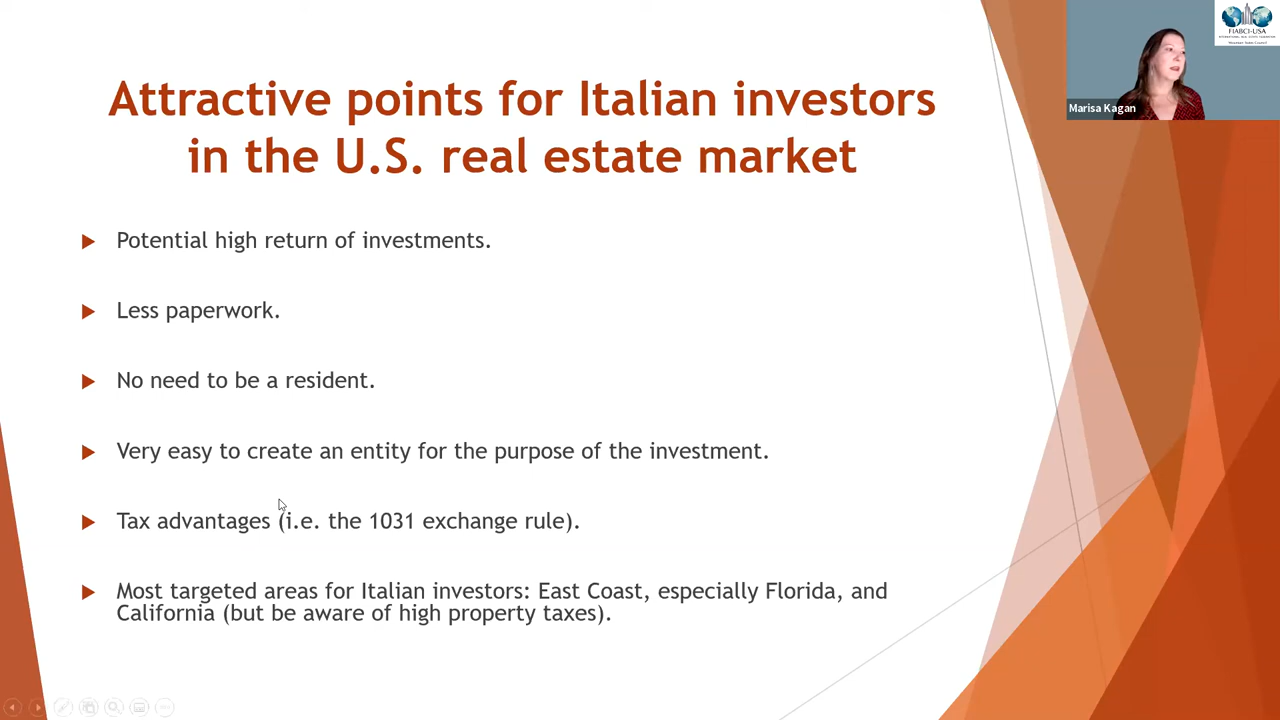 Attractive points for Italian investors
in the U.S. real estate market
Potential high return of investments.
Less paperwork.
No need to be a resident.
Very easy to create an entity for the purpose of the investment.
Tax advantages (i.e. the 1031 exchange rule).
Most targeted areas for Italian investors: East Coast, especially Florida, and
California (but be aware of high property taxes).
Marisa Kagan
FIABCI-USA